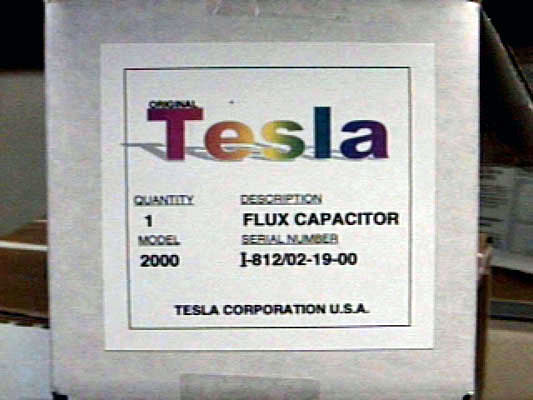 ORIGINAL
Tesla
QUANTITY DESCRIPTION
1 FLUX CAPACITOR
MODEL SERIAL NUMBER
2000 I-812/02-19-00
TESLA CORPORATION U.S.A.